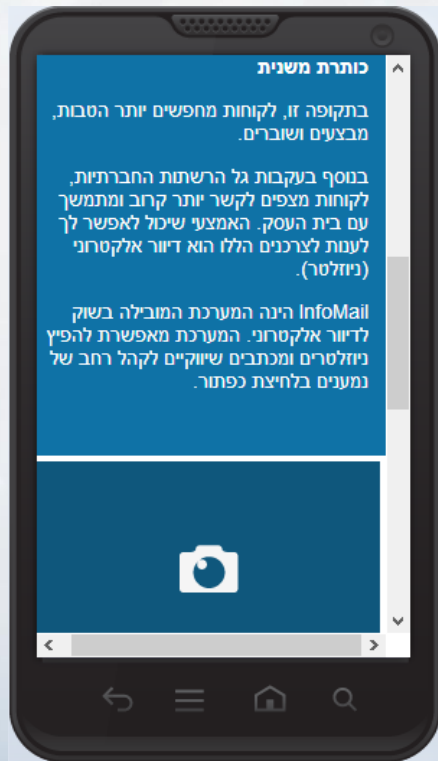 כותרת משנית
בתקופה זו, לקוחות מחפשים יותר הטבות,
מבצעים ושוברים.
בנוסף בעקבות גל הרשתות החברתיות,
לקוחות מצפים לקשר יותר קרוב ומתמשך
עם בית העסק. האמצעי שיכול לאפשר לך
לענות לצרכנים הללו הוא דיוור אלקטרוני
(ניוזלטר).
InfoMail הינה המערכת המובילה בשוק
לדיוור אלקטרוני. המערכת מאפשרת להפיץ
ניוזלטרים ומכתבים שיווקיים לקהל רחב של
נמענים בלחיצת כפתור.